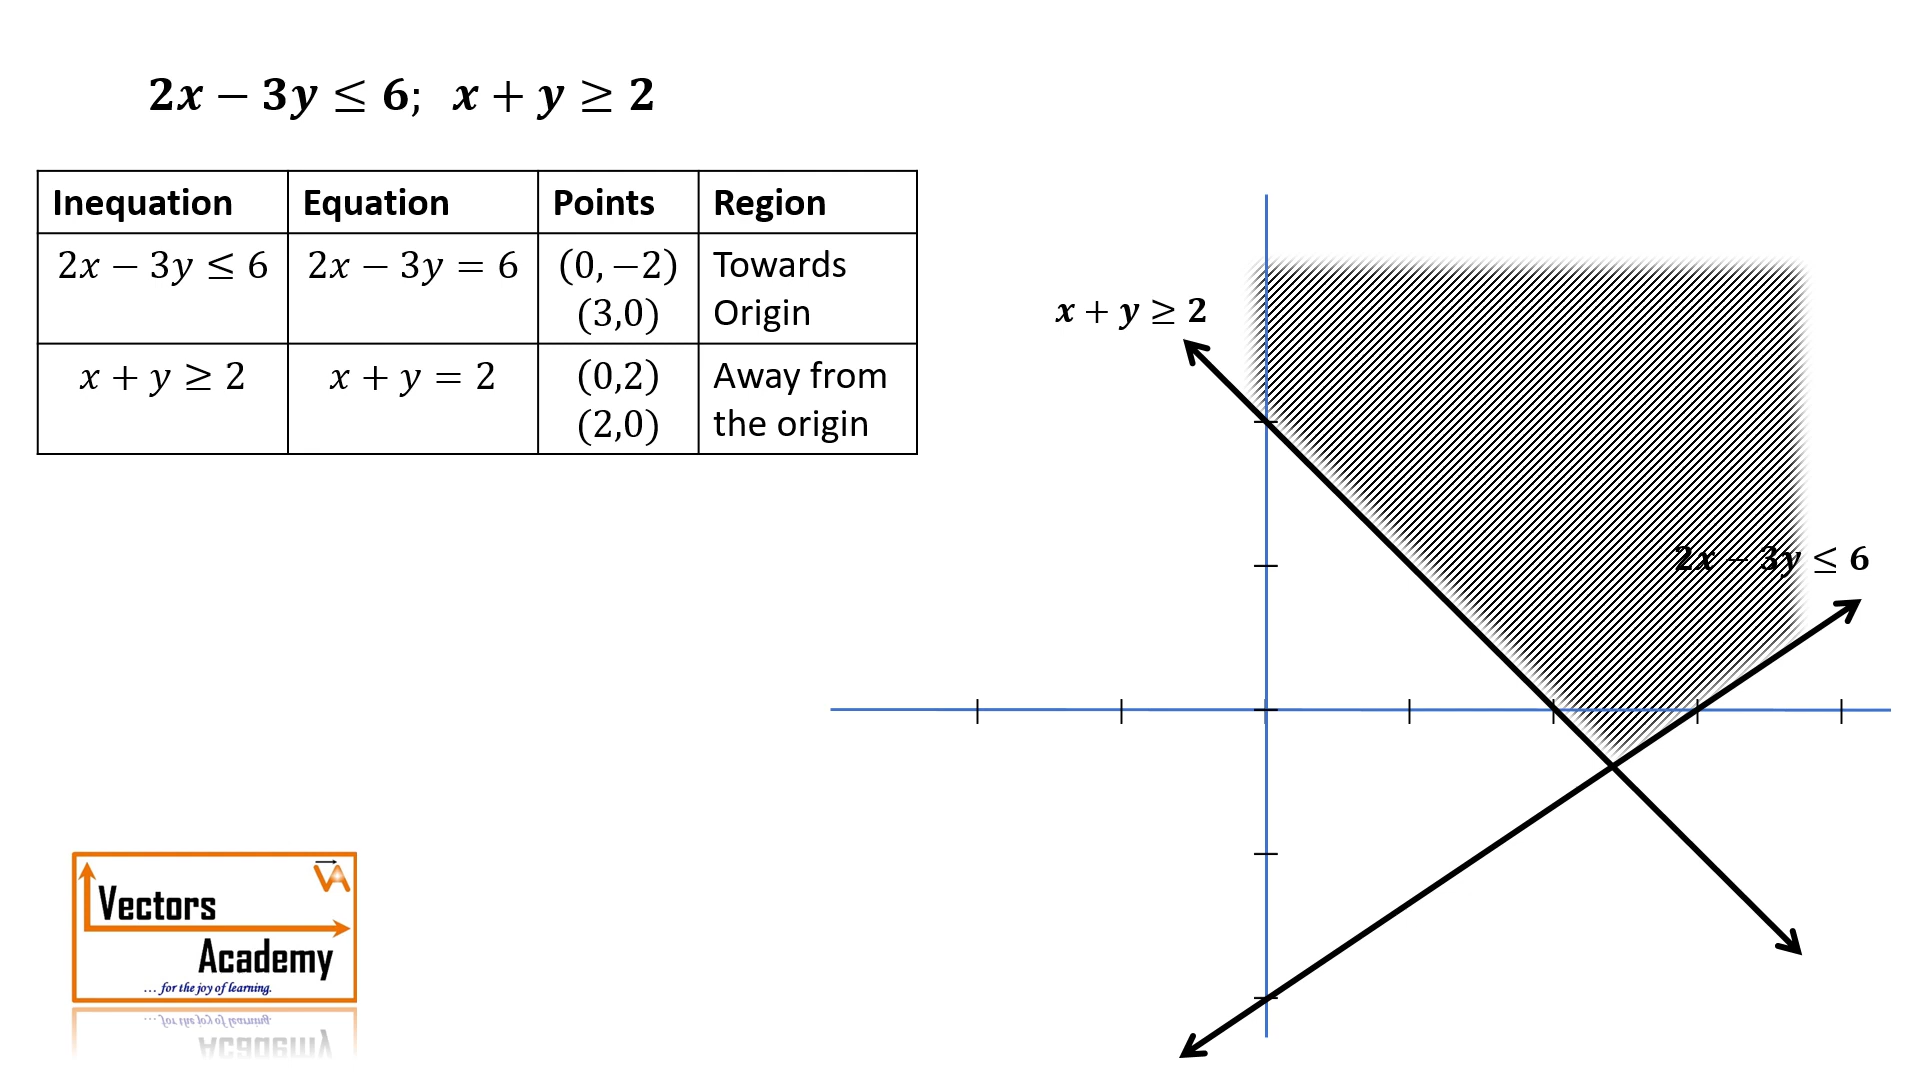 2x − 3y ≤ 6; x + y ≥ 2
Inequation Equation Points Region
2x − 3y ≤ 6 2x − 3y = 6 (0, −2) Towards
(3,0) Origin
x + y ≥ 2 x + y = 2 (0,2) Away from
(2,0) the origin
x + y ≥ 2
2x − 3y ≤ 6
VA
Vectors
Academy
... for the joy of learning.